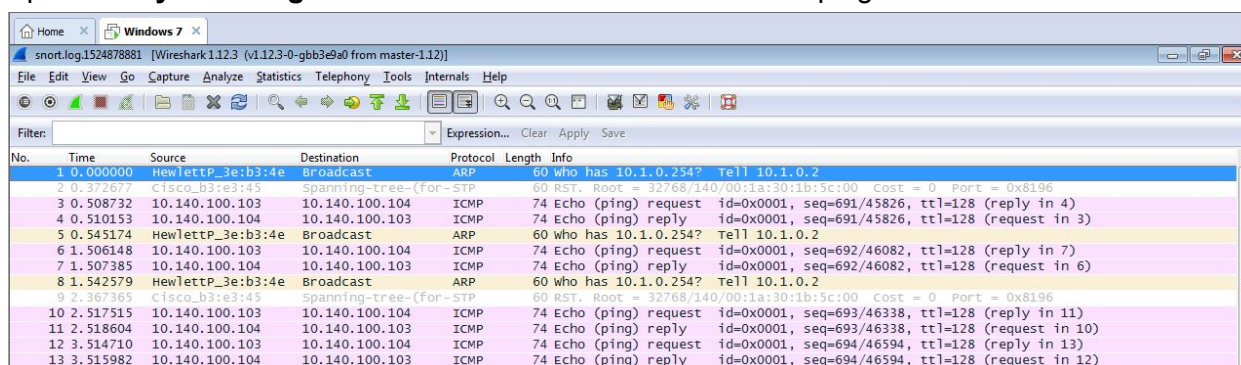 Home × Windows 7 ×
snort.log.1524878881 [Wireshark 1.12.3 (v1.12.3-0-gbb3e9a0 from master-1.12)]
File Edit View Go Capture Analyze Statistics Telephony Tools Internals Help
Filter: Expression... Clear Apply Save
No. Time Source Destination Protocol Length Info
1 0.000000 HewlettP_3e:b3:4e Broadcast ARP 60 Who has 10.1.0.254? Tell 10.1.0.2
2 0.372677 Cisco_b3:e3:45 Spanning-tree-(for- STP 60 RST. Root = 32768/140/00:1a:30:1b:5c:00 Cost = 0 Port = 0x8196
3 0.508732 10.140.100.103 10.140.100.104 ICMP 74 Echo (ping) request id=0x0001, seq=691/45826, ttl=128 (reply in 4)
4 0.510153 10.140.100.104 10.140.100.103 ICMP 74 Echo (ping) reply id=0x0001, seq=691/45826, ttl=128 (request in 3)
5 0.545174 HewlettP_3e:b3:4e Broadcast ARP 60 Who has 10.1.0.254? Tell 10.1.0.2
6 1.506148 10.140.100.103 10.140.100.104 ICMP 74 Echo (ping) request id=0x0001, seq=692/46082, ttl=128 (reply in 7)
7 1.507385 10.140.100.104 10.140.100.103 ICMP 74 Echo (ping) reply id=0x0001, seq=692/46082, ttl=128 (request in 6)
8 1.542579 HewlettP_3e:b3:4e Broadcast ARP 60 Who has 10.1.0.254? Tell 10.1.0.2
9 2.367365 Cisco_b3:e3:45 Spanning-tree-(for- STP 60 RST. Root = 32768/140/00:1a:30:1b:5c:00 Cost = 0 Port = 0x8196
10 2.517515 10.140.100.103 10.140.100.104 ICMP 74 Echo (ping) request id=0x0001, seq=693/46338, ttl=128 (reply in 11)
11 2.518604 10.140.100.104 10.140.100.103 ICMP 74 Echo (ping) reply id=0x0001, seq=693/46338, ttl=128 (request in 10)
12 3.514710 10.140.100.103 10.140.100.104 ICMP 74 Echo (ping) request id=0x0001, seq=694/46594, ttl=128 (reply in 13)
13 3.515982 10.140.100.104 10.140.100.103 ICMP 74 Echo (ping) reply id=0x0001, seq=694/46594, ttl=128 (request in 12)